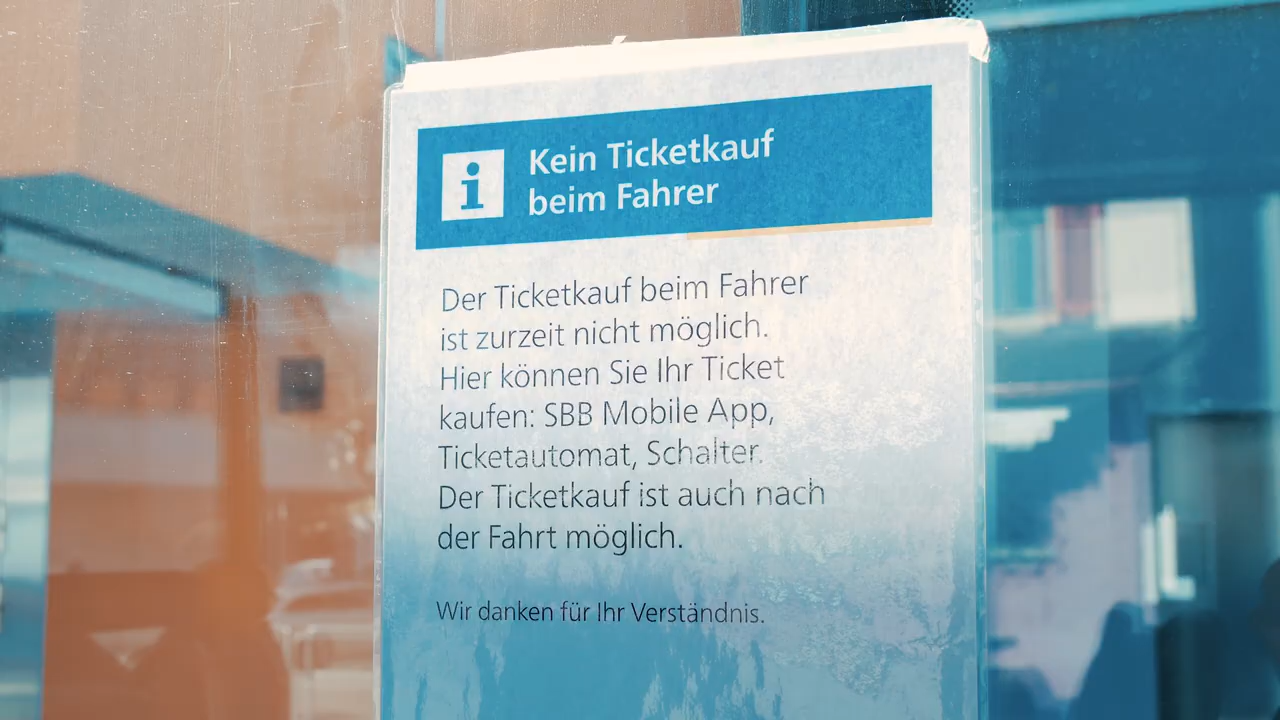 Kein Ticketkauf
beim Fahrer
Der Ticketkauf beim Fahrer
ist zurzeit nicht möglich.
Hier können Sie Ihr Ticket
kaufen: SBB Mobile App,
Ticketautomat, Schalter.
Der Ticketkauf ist auch nach
der Fahrt möglich.
Wir danken für Ihr Verständnis.